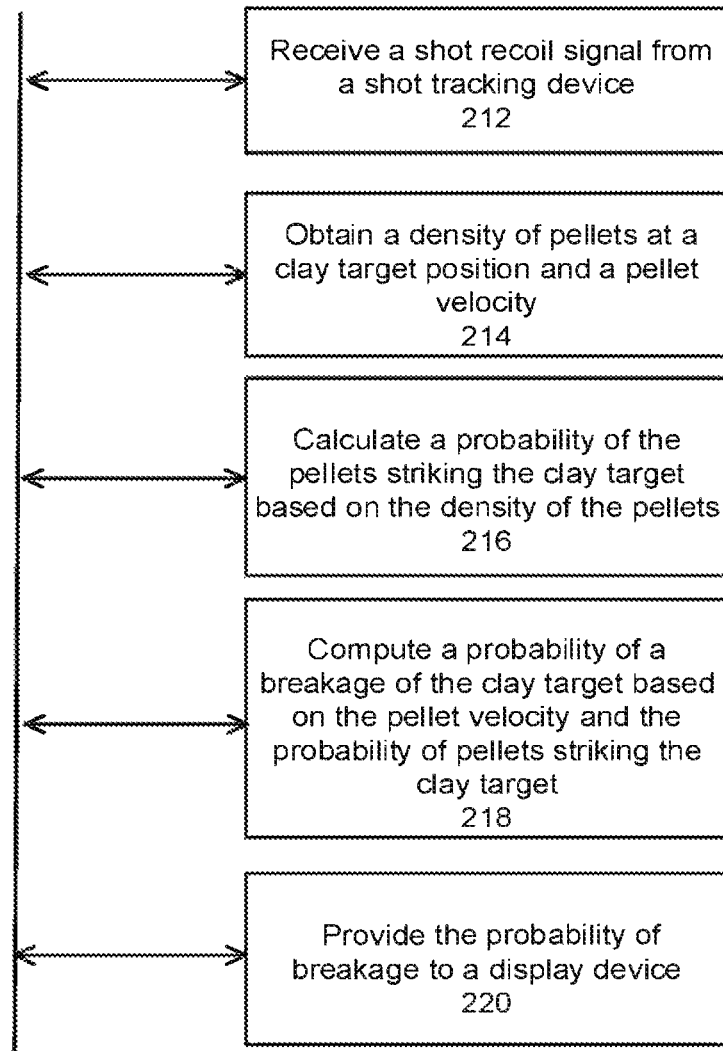 Receive a shot recoil signal from
a shot tracking device
212
Obtain a density of pellets at a
clay target position and a pellet
velocity
214
Calculate a probability of the
pellets striking the clay target
based on the density of the pellets
216
Compute a probability of a
breakage of the clay target based
on the pellet velocity and the
probability of pellets striking the
clay target
218
Provide the probability of
breakage to a display device
220